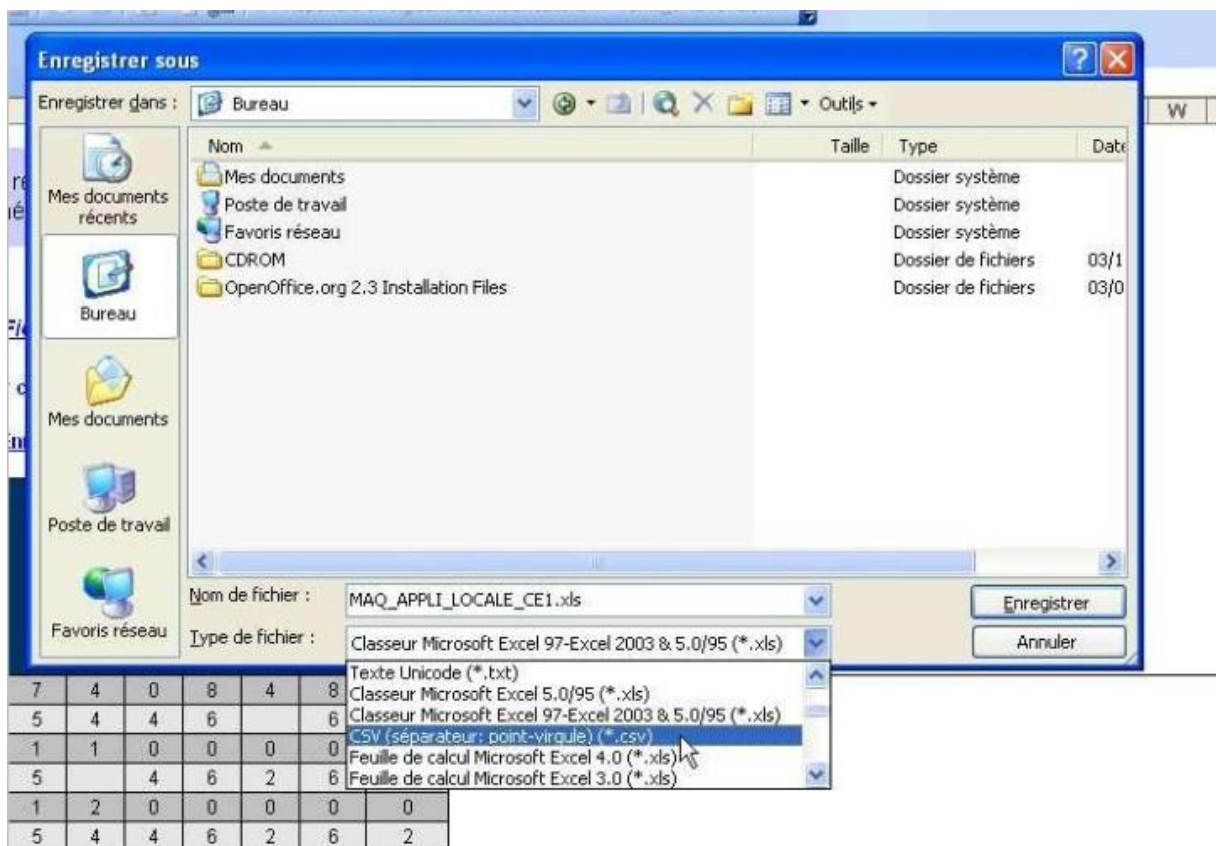 Enregistrer sous
Enregistrer dans : Bureau Outils
W
Nom Taille Type Date
Mes documents Dossier système
Poste de travail Dossier système
Favoris réseau Dossier système
CDROM Dossier de fichiers 03/1
OpenOffice.org 2.3 Installation Files Dossier de fichiers 03/0
Mes documents
récents
Bureau
Mes documents
Poste de travail
Favoris réseau
Nom de fichier : MAQ_APPLI_LOCALE_CE1.xls Enregistrer
Type de fichier : Classeur Microsoft Excel 97-Excel 2003 & 5.0/95 (*.xls) Annuler
Texte Unicode (*.txt)
Classeur Microsoft Excel 5.0/95 (*.xls)
Classeur Microsoft Excel 97-Excel 2003 & 5.0/95 (*.xls)
CSV (séparateur: point-virgule) (*.csv)
Feuille de calcul Microsoft Excel 4.0 (*.xls)
Feuille de calcul Microsoft Excel 3.0 (*.xls)
7 4 0 8 4 8
5 4 4 6 6
1 1 0 0 0 0
5 4 6 2 6
1 2 0 0 0 0 0
5 4 4 6 2 6 2